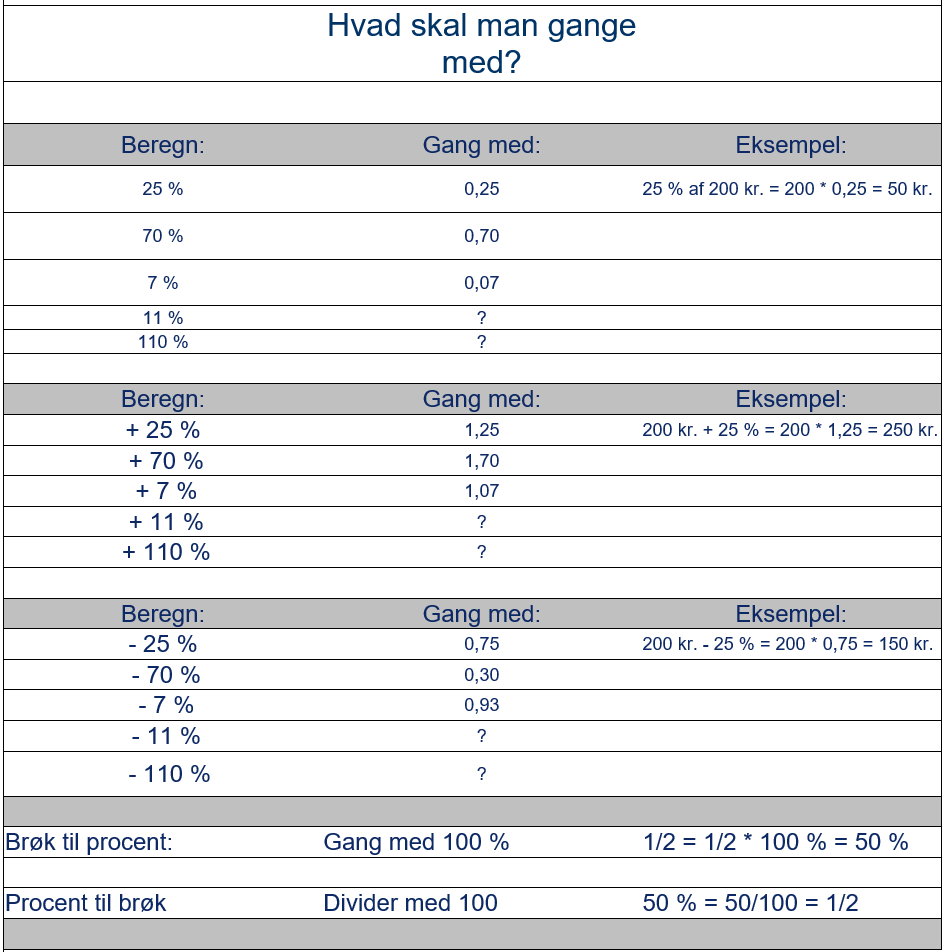 Hvad skal man gange
med?
Beregn: Gang med: Eksempel:
25 % 0,25 25 % af 200 kr. = 200 * 0,25 = 50 kr.
70 % 0,70
7 % 0,07
11 % ?
110 % ?
Beregn: Gang med: Eksempel:
+ 25 % 1,25 200 kr. + 25 % = 200 * 1,25 = 250 kr.
+ 70 % 1,70
+ 7 % 1,07
+ 11 % ?
+ 110 % ?
Beregn: Gang med: Eksempel:
- 25 % 0,75 200 kr. - 25 % = 200 * 0,75 = 150 kr.
- 70 % 0,30
- 7 % 0,93
- 11 % ?
- 110 % ?
Brøk til procent: Gang med 100 % 1/2 = 1/2 * 100 % = 50 %
Procent til brøk Divider med 100 50 % = 50/100 = 1/2